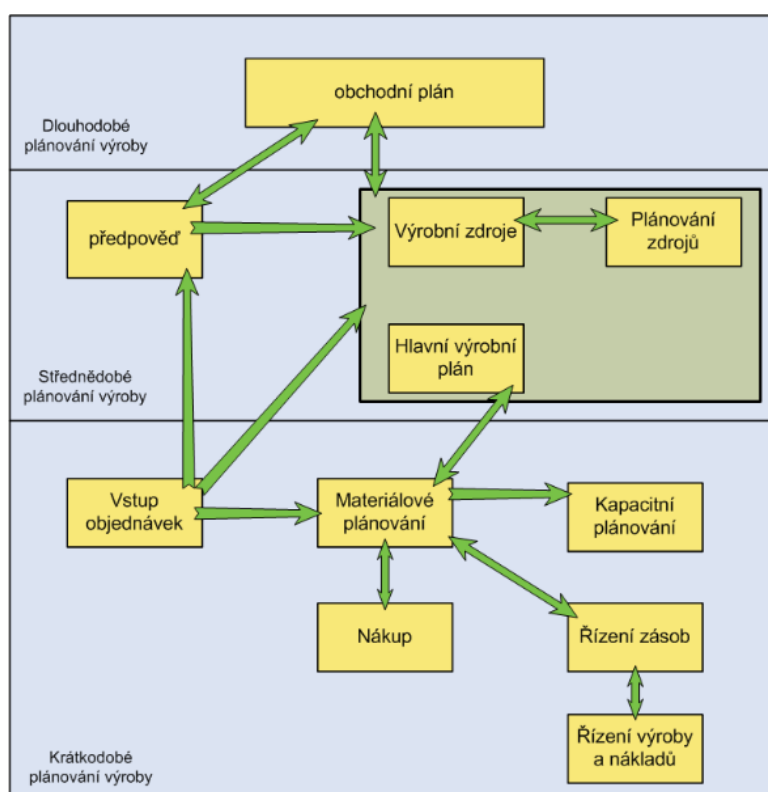 obchodní plán
Dlouhodobé
plánování výroby
předpověď
Výrobní zdroje
Plánování
zdrojů
Hlavní výrobní
plán
Střednědobé
plánování výroby
Vstup
objednávek
Materiálové
plánování
Kapacitní
plánování
Nákup
Řízení zásob
Řízení výroby
a nákladů
Krátkodobé
plánování výroby